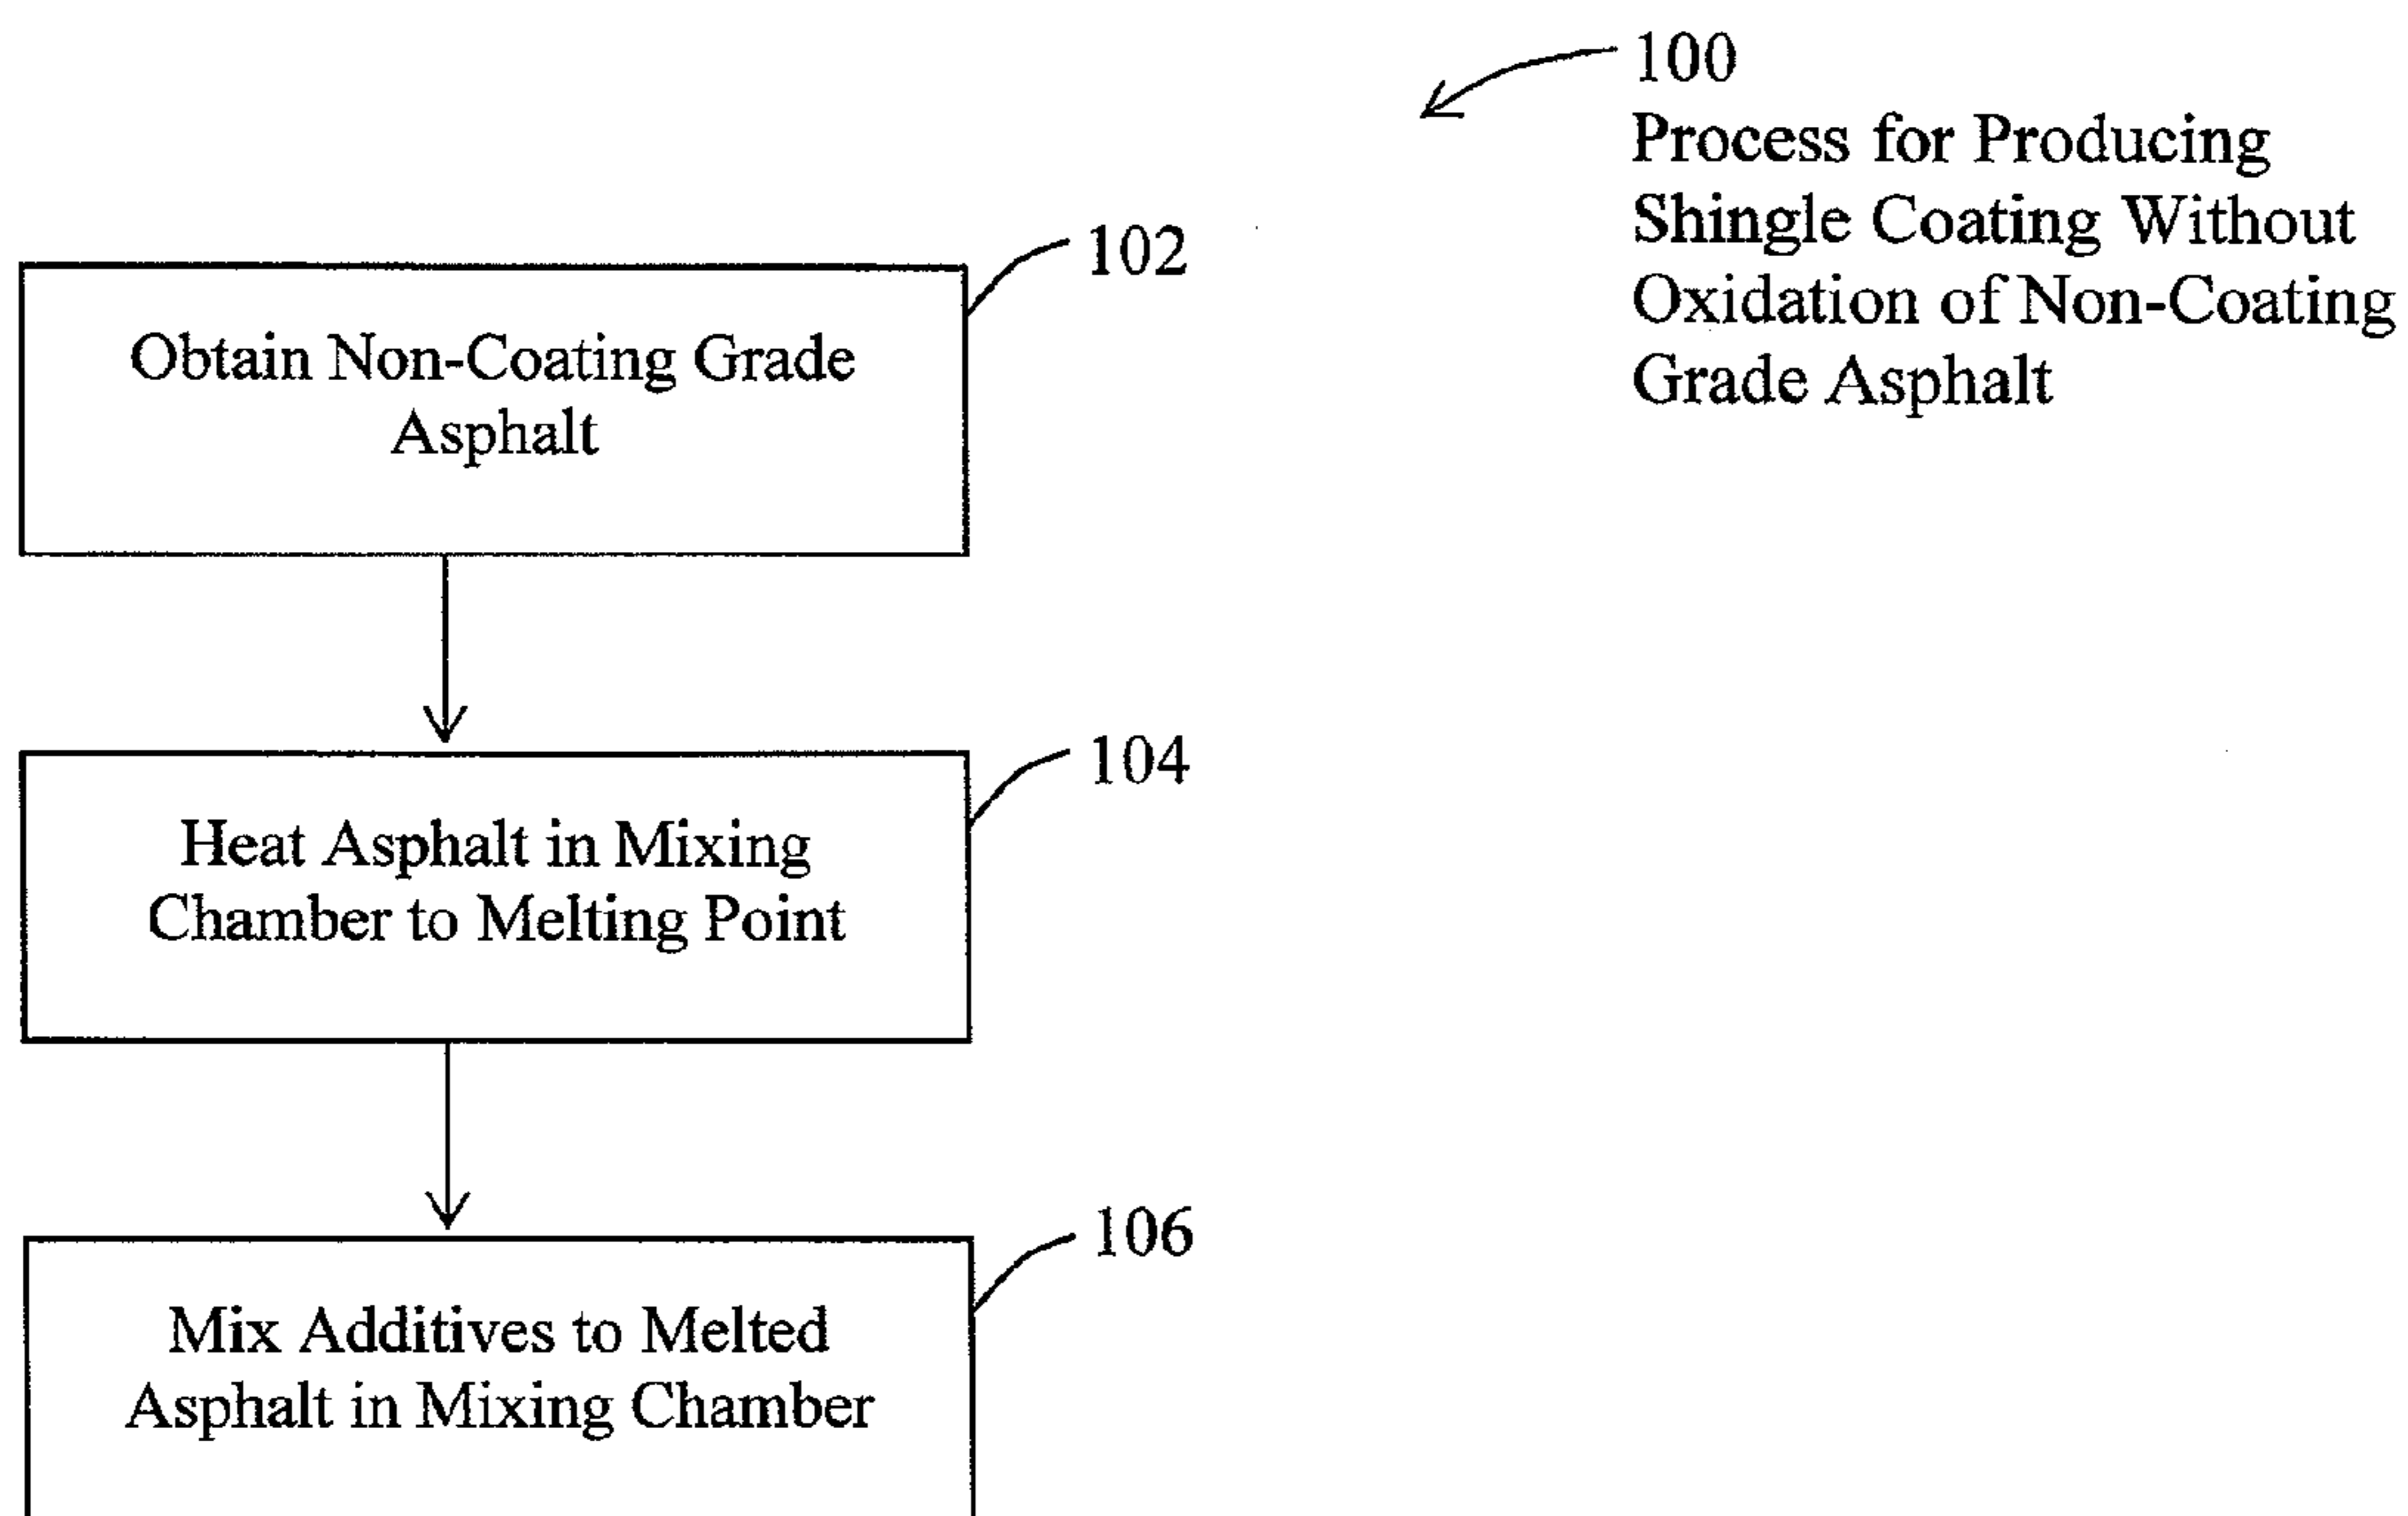 100
Process for Producing
Shingle Coating Without
Oxidation of Non-Coating
Grade Asphalt
102
Obtain Non-Coating Grade
Asphalt
104
Heat Asphalt in Mixing
Chamber to Melting Point
106
Mix Additives to Melted
Asphalt in Mixing Chamber